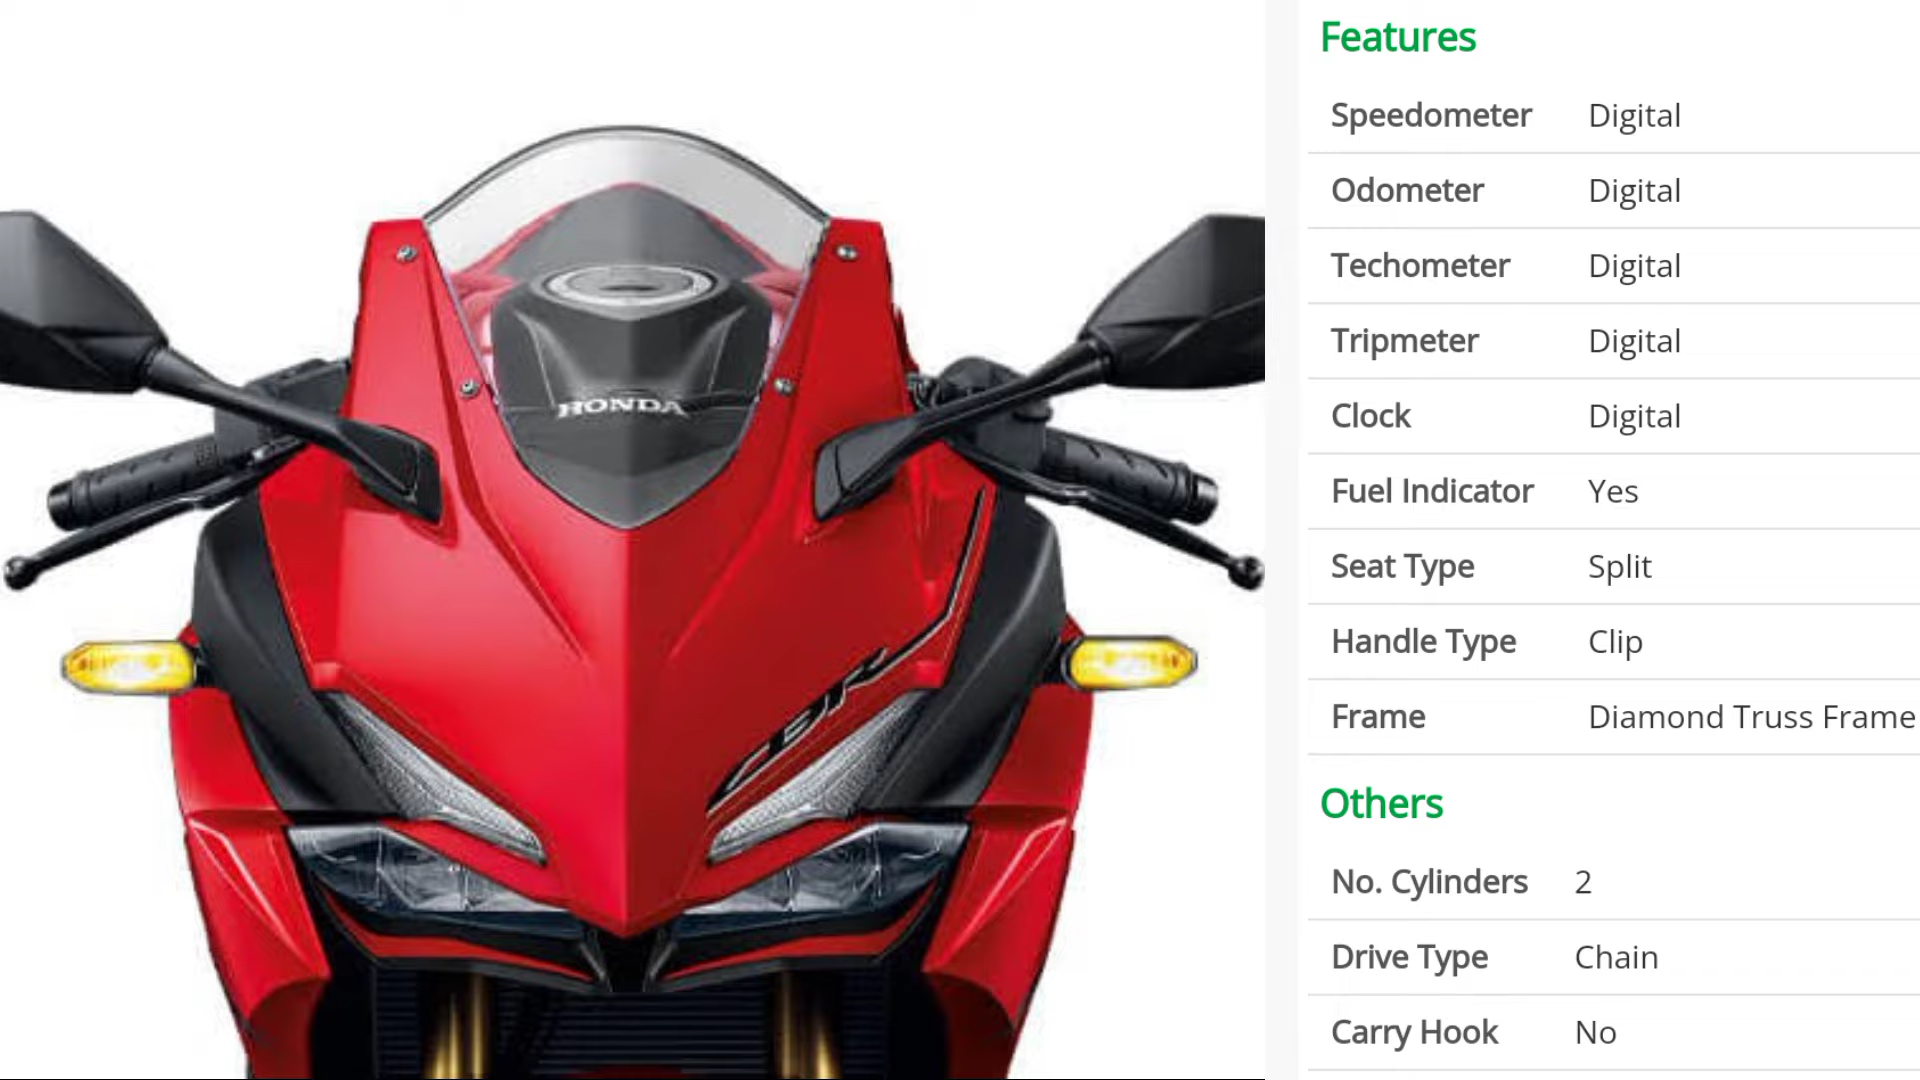 HONDA
CBR
Features
Speedometer Digital
Odometer Digital
Techometer Digital
Tripmeter Digital
Clock Digital
Fuel Indicator Yes
Seat Type Split
Handle Type Clip
Frame Diamond Truss Frame
Others
No. Cylinders 2
Drive Type Chain
Carry Hook No